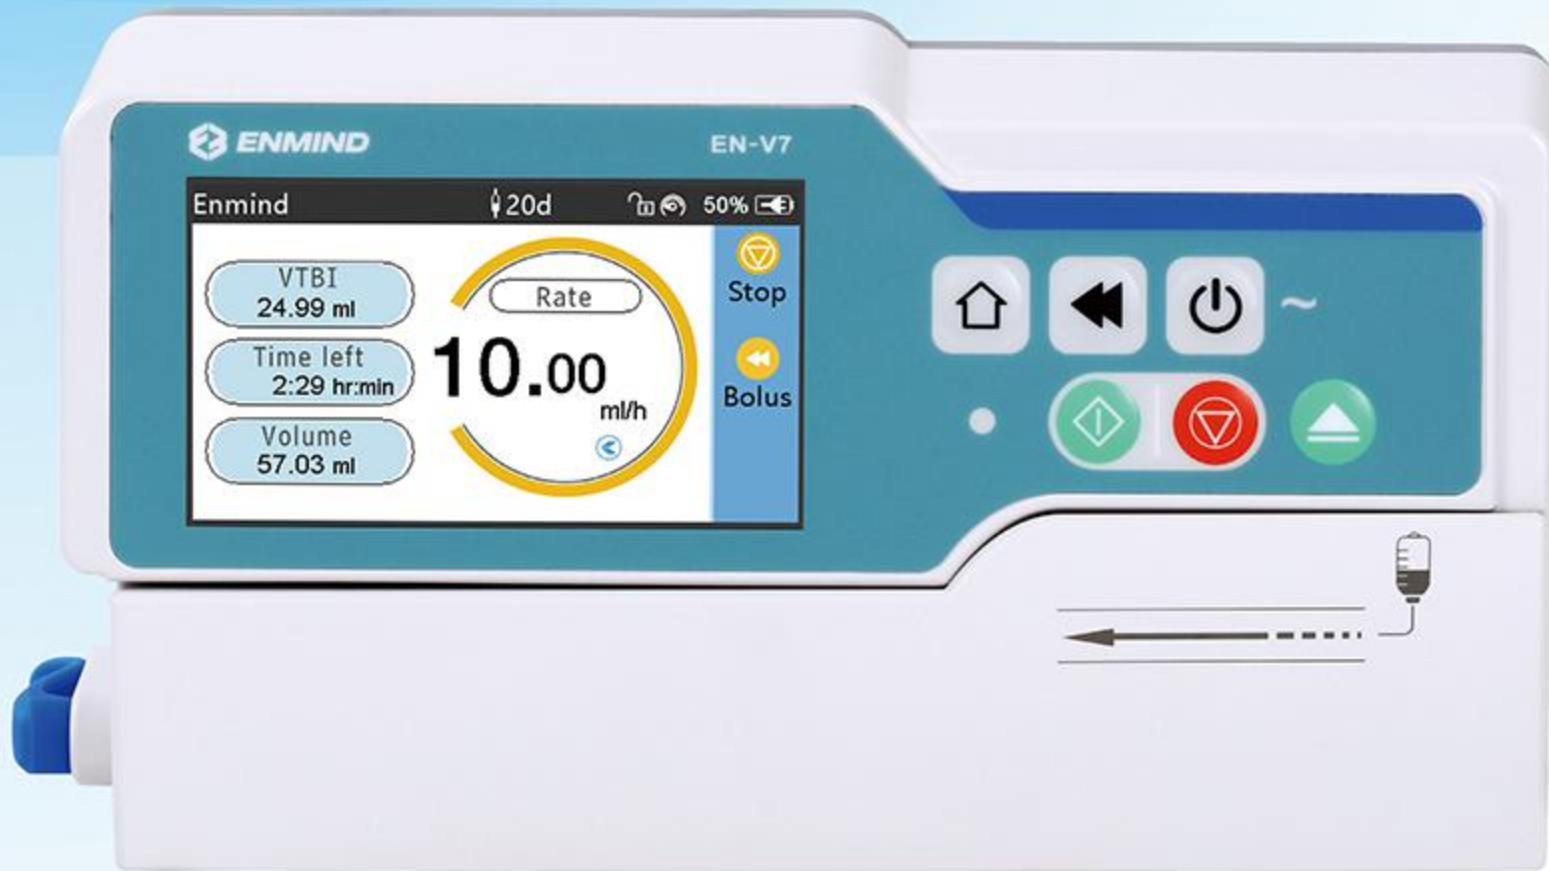 ENMIND
EN-V7
Enmind 20d 50%
VTBI
24.99 ml
Time left
2:29 hr:min
Volume
57.03 ml
Rate
10.00
ml/h
Stop
Bolus